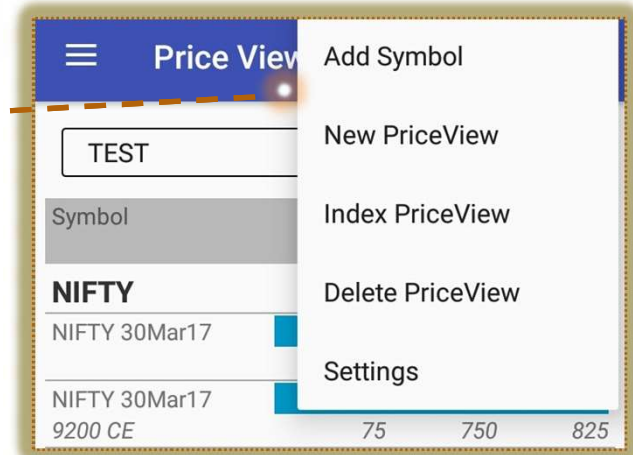 Price View
Add Symbol
TEST
New PriceView
Symbol
Index PriceView
NIFTY
Delete PriceView
NIFTY 30Mar17
Settings
NIFTY 30Mar17
9200 CE 75 750 825